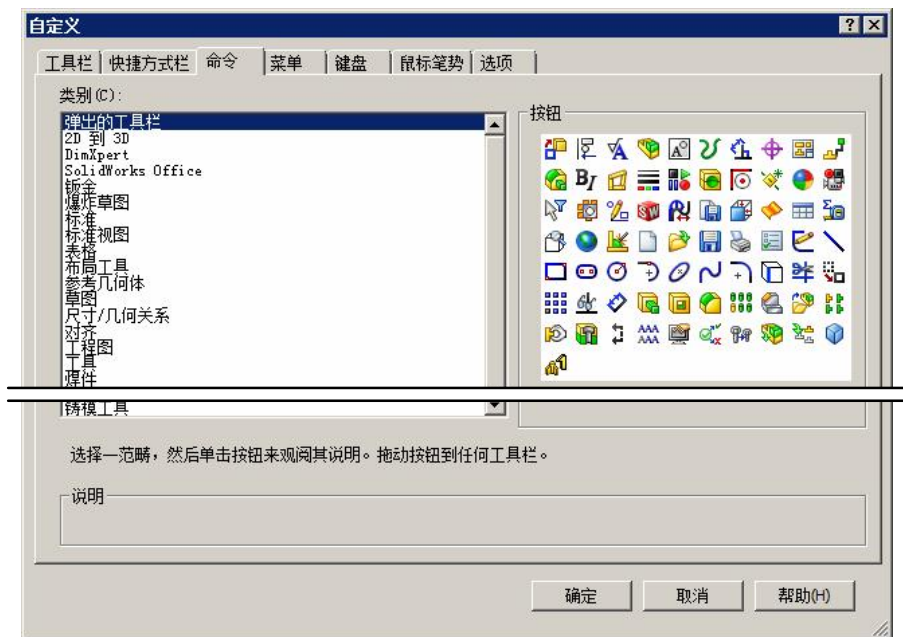 自定义
工具栏 快捷方式栏 命令 菜单 键盘 鼠标笔势 选项
类别(C):
弹出的工具栏
2D 到 3D
DimXpert
SolidWorks Office
钣金
爆炸草图
标准
标准视图
表格
布局工具
参考几何体
草图
尺寸/几何关系
对齐
工程图
工具
焊件
铸模工具
按钮
选择一范畴，然后单击按钮来观阅其说明。拖动按钮到任何工具栏。
说明
确定 取消 帮助(H)